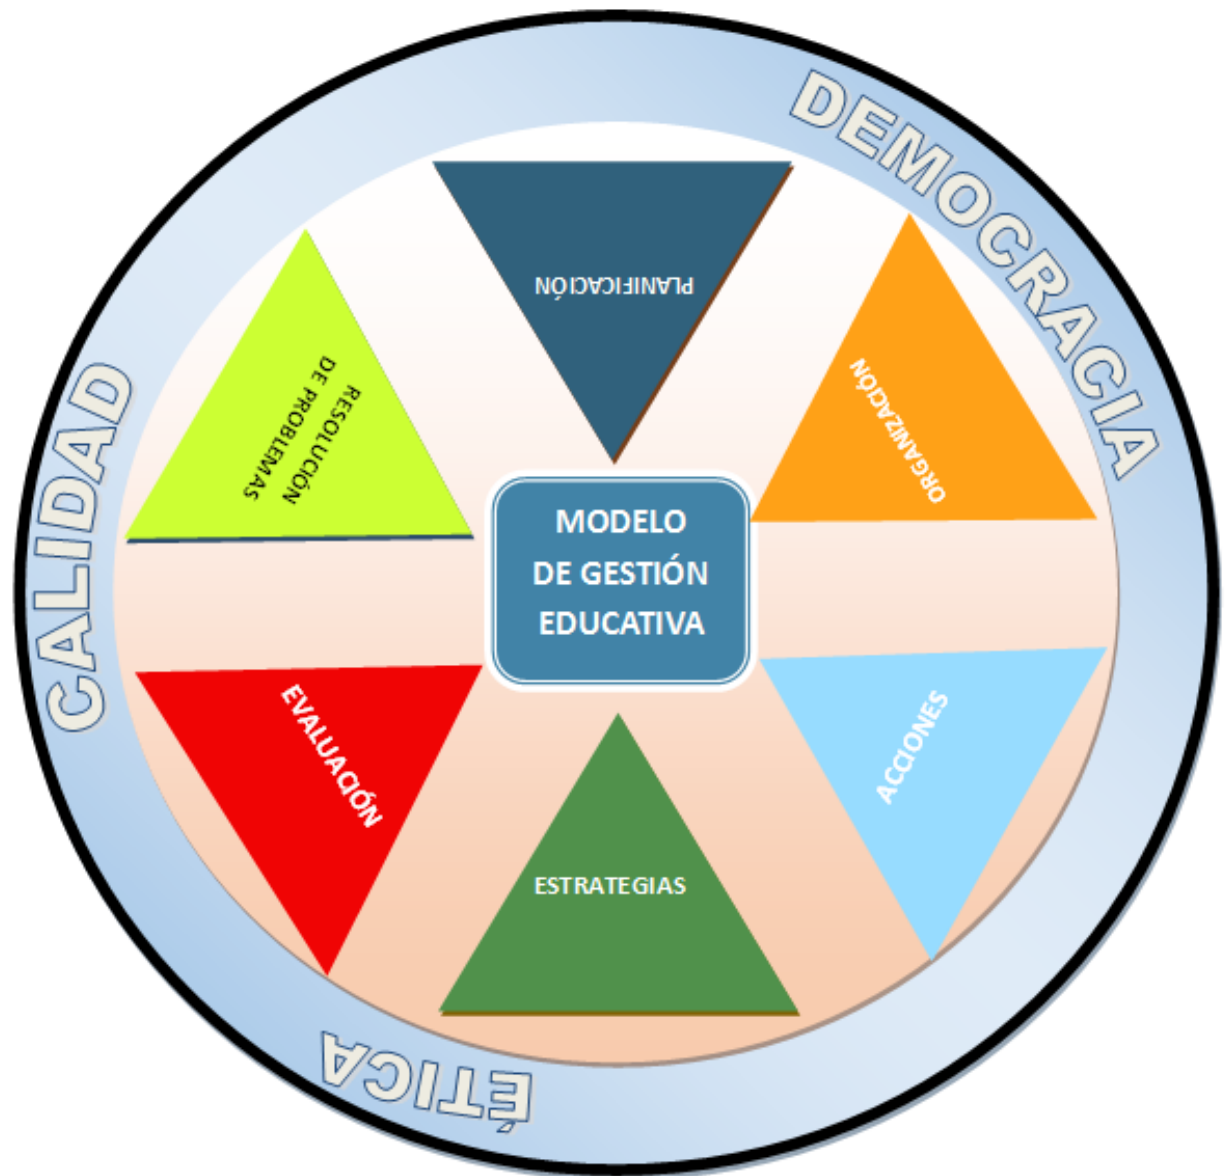 DEMOCRACIA
PLANIFICACIÓN
ORGANIZACIÓN
RESOLUCIÓN
DE PROBLEMAS
CALIDAD
MODELO
DE GESTIÓN
EDUCATIVA
EVALUACIÓN
ACCIONES
ESTRATEGIAS
ÉTICA